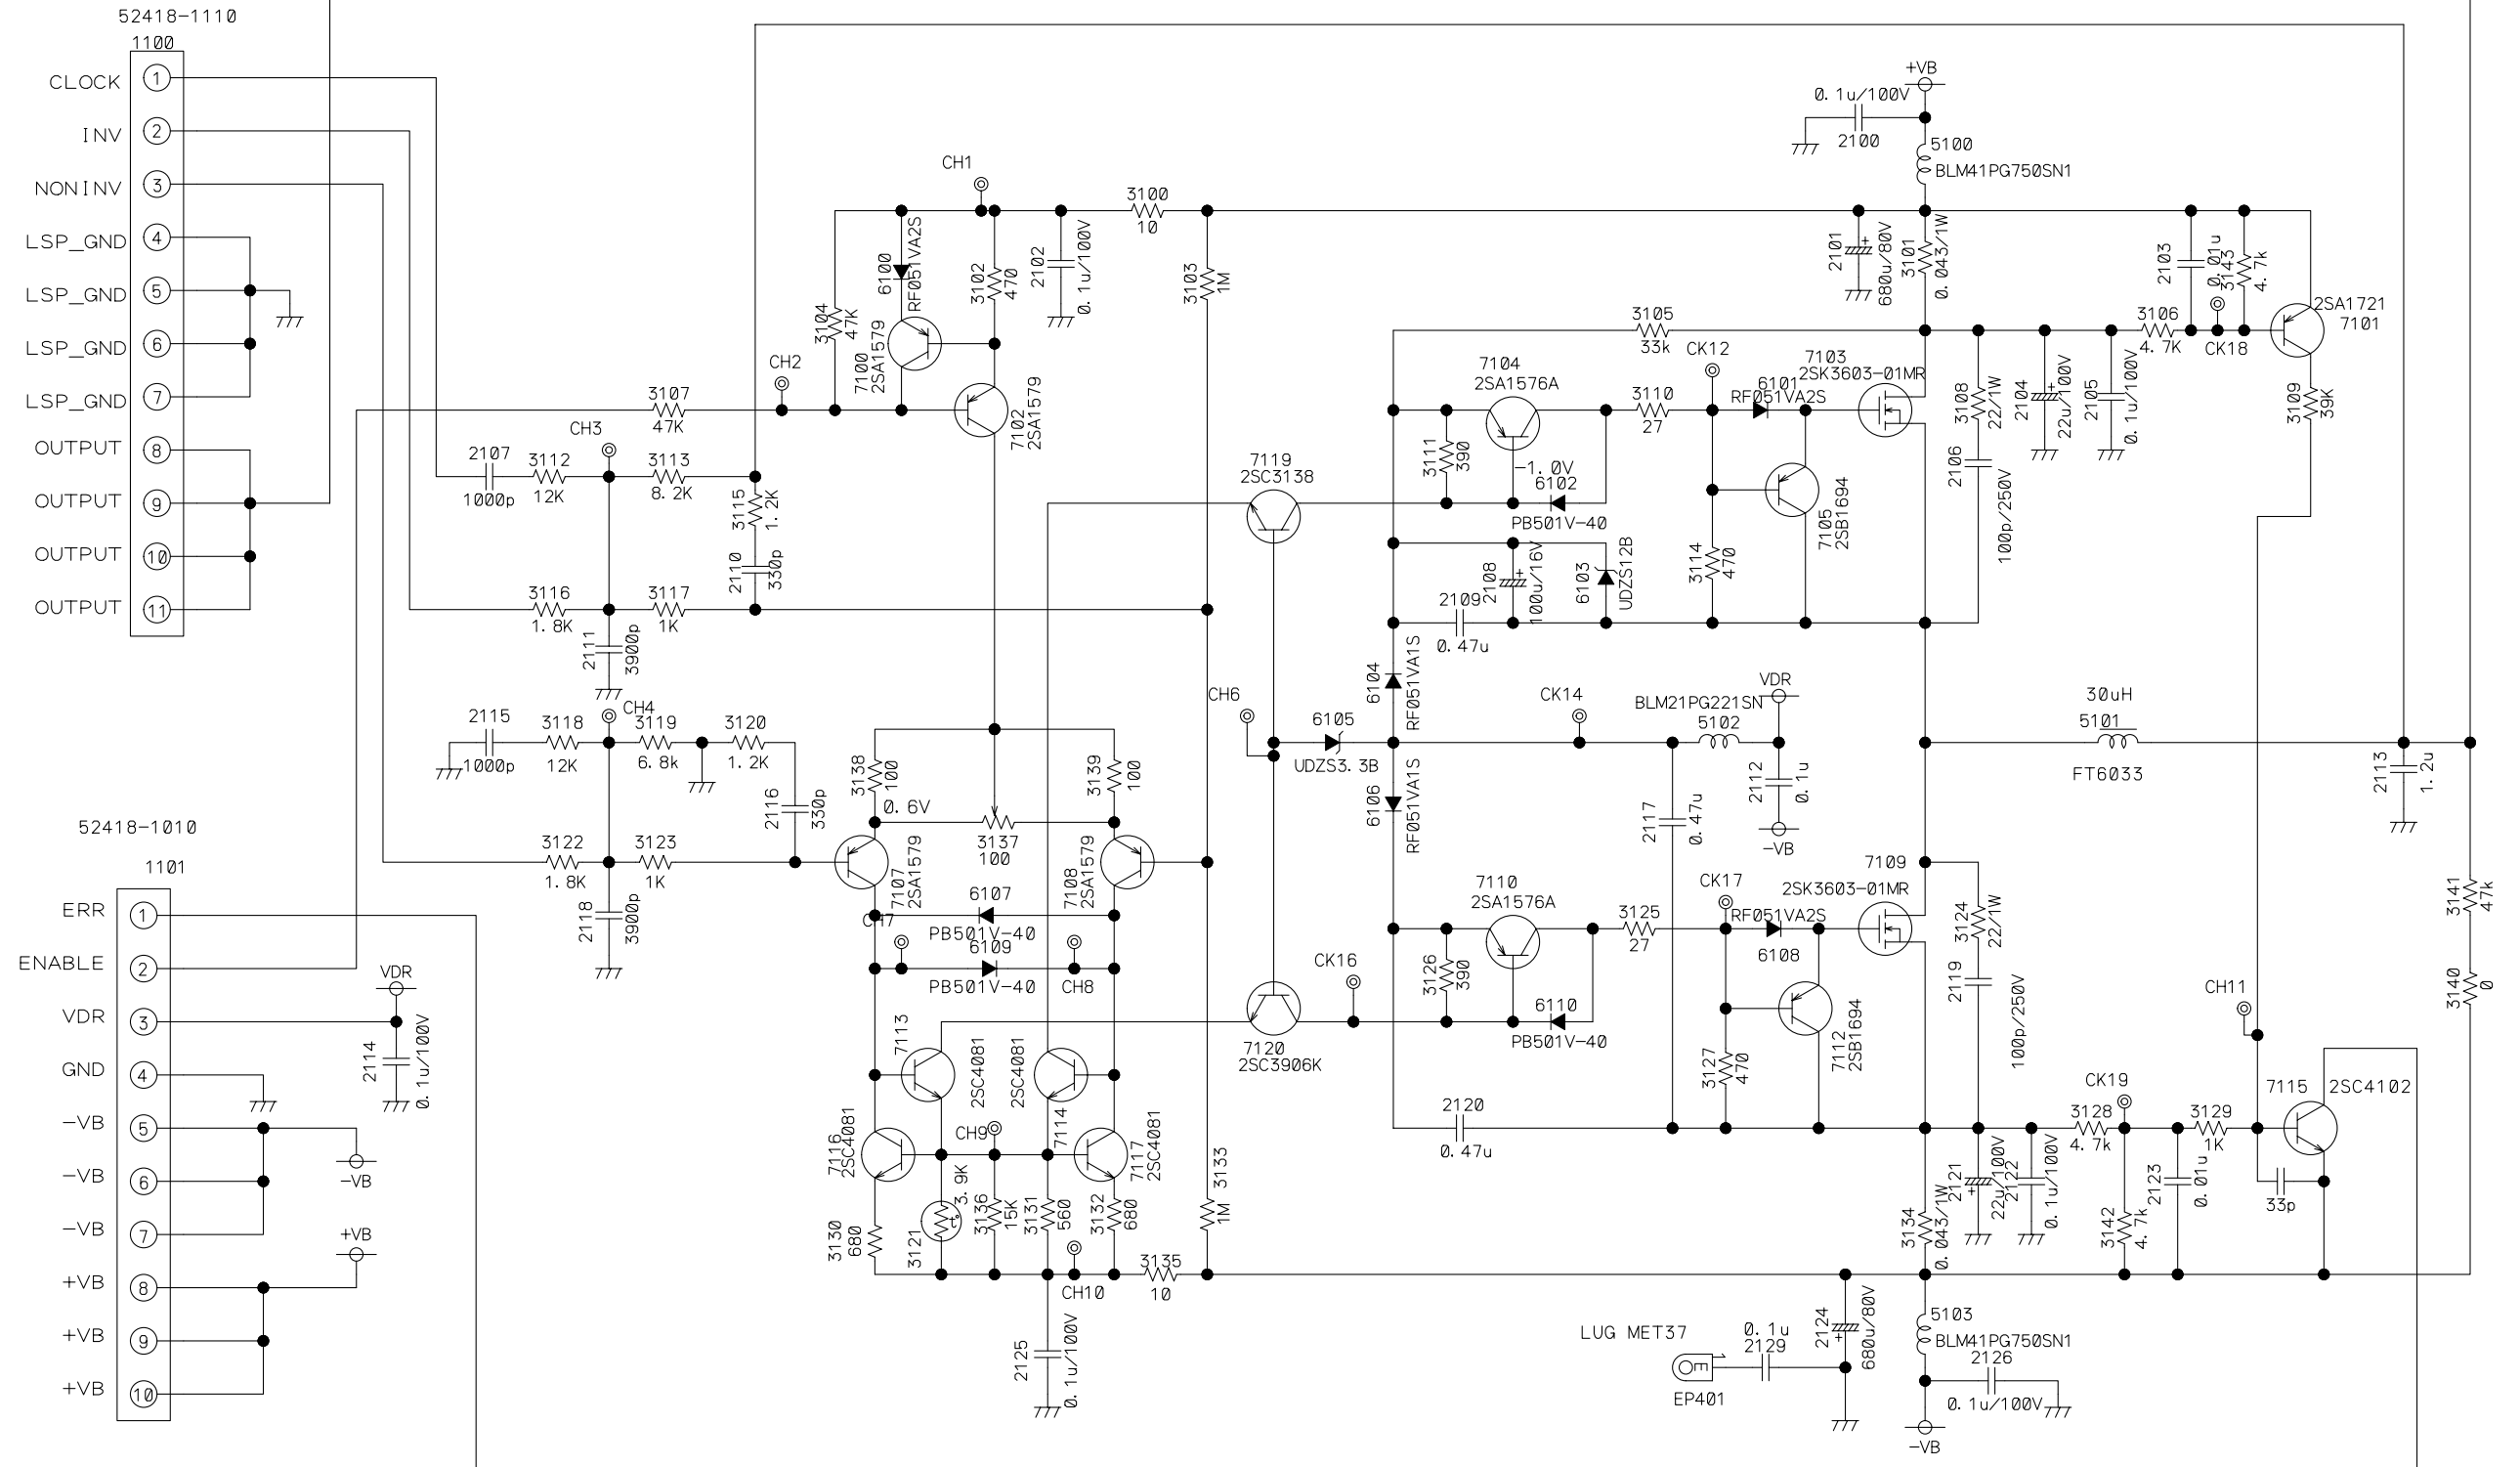 52418-1110
1100
CLOCK
1
INV
2
NONINV
3
LSP_GND
4
LSP_GND
5
LSP_GND
6
LSP_GND
7
OUTPUT
8
OUTPUT
9
OUTPUT
10
OUTPUT
11
52418-1010
1101
ERR
1
ENABLE
2
VDR
3
GND
4
-VB
5
-VB
6
-VB
7
+VB
8
+VB
9
+VB
10
VDR
2114
0.1u/100V
-VB
+VB
2107
1000p
3112
12K
CH3
3113
8.2K
3107
47K
3115
1.2K
2110
330p
3116
1.8K
3117
1K
2111
3900p
CH2
3104
47K
6100
RF051VA2S
7100
2SA1579
CH1
3102
470
2102
0.1u/100V
3100
10
3103
1M
7102
2SA1579
2115
1000p
3118
12K
CH4
3119
6.8k
3120
1.2K
2116
330p
3122
1.8K
3123
1K
2118
3900p
3138
100
3139
100
0.6V
3137
100
7107
2SA1579
7108
2SA1579
6107
PB501V-40
CH7
6109
PB501V-40
CH8
7113
2SC4081
2SC4081
7114
7116
2SC4081
7117
2SC4081
CH9
3.9K
3121
3136
15K
3131
560
3132
680
3130
680
t°
3133
1M
3135
10
CH10
2125
0.1u/100V
7119
2SC3138
CH6
6105
UDZS3.3B
7120
2SC3906K
CK16
6104
RF051VA1S
6106
RF051VA1S
CK14
BLM21PG221SN
5102
VDR
2112
0.1u
-VB
2117
0.47u
3105
33k
7104
2SA1576A
3111
390
-1.0V
6102
PB501V-40
3110
27
CK12
6101
RF051VA2S
7103
2SK3603-01MR
7105
2SB1694
3114
470
2108
100u/16V
6103
UDZS12B
2109
0.47u
+VB
0.1u/100V
2100
5100
BLM41PG750SN1
2101
680u/80V
3101
0.043/1W
3108
22/1W
2106
100p/250V
2104
22u/100V
2105
0.1u/100V
3106
4.7K
CK18
2103
0.01u
3143
4.7k
2SA1721
7101
3109
39K
30uH
5101
FT6033
2113
1.2u
3141
47k
3140
0
7110
2SA1576A
3126
390
6110
PB501V-40
3125
27
CK17
RF051VA2S
6108
7109
2SK3603-01MR
7112
2SB1694
3127
470
2120
0.47u
3124
22/1W
2119
100p/250V
2121
22u/100V
2122
0.1u/100V
CK19
3128
4.7k
3129
1K
3142
4.7k
2123
0.01u
CH11
7115
2SC4102
33p
3134
0.043/1W
2124
680u/80V
LUG MET37
0.1u
2129
E
EP401
5103
BLM41PG750SN1
2126
0.1u/100V
-VB